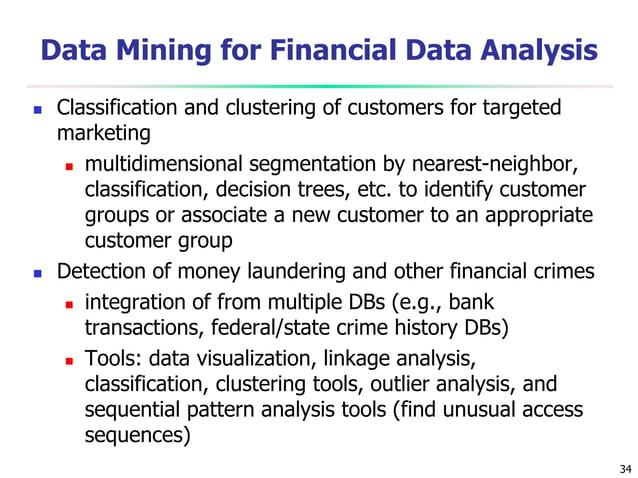 Data Mining for Financial Data Analysis
Classification and clustering of customers for targeted
marketing
multidimensional segmentation by nearest-neighbor,
classification, decision trees, etc. to identify customer
groups or associate a new customer to an appropriate
customer group
Detection of money laundering and other financial crimes
integration of from multiple DBs (e.g., bank
transactions, federal/state crime history DBs)
Tools: data visualization, linkage analysis,
classification, clustering tools, outlier analysis, and
sequential pattern analysis tools (find unusual access
sequences)
34